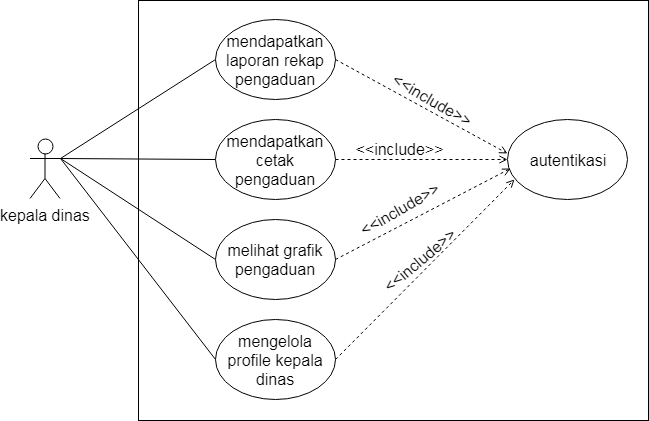 mendapatkan
laporan rekap
pengaduan
<<include>>
mendapatkan
cetak
pengaduan
<<include>>
autentikasi
kepala dinas
<<include>>
melihat grafik
pengaduan
<<include>>
mengelola
profile kepala
dinas